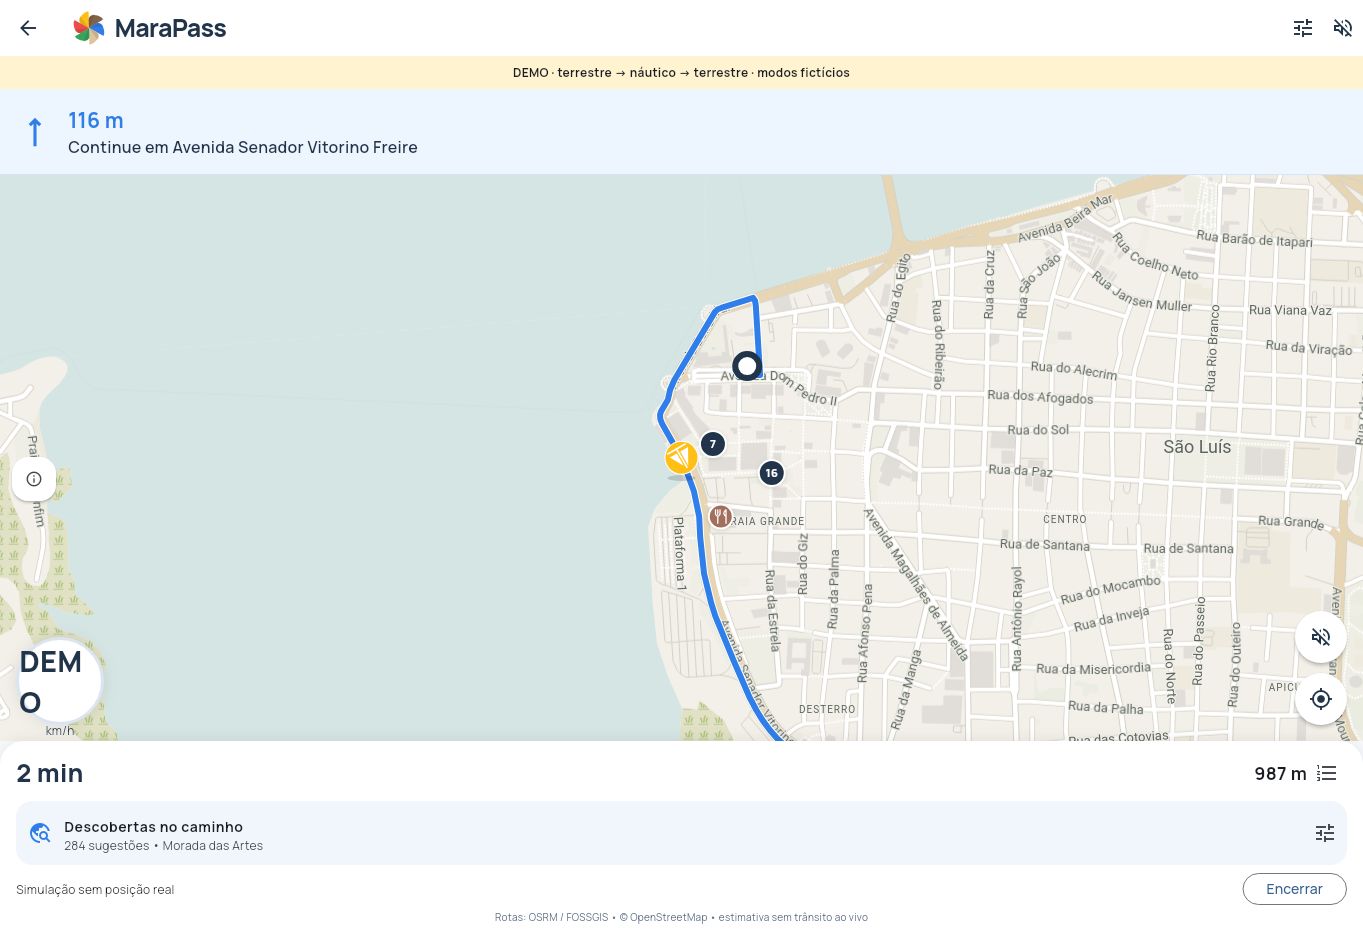 MaraPass
DEMO · terrestre → náutico → terrestre · modos fictícios
116 m
Continue em Avenida Senador Vitorino Freire
Avenida Beira Mar
Rua Barão de Itapari
Rua Coelho Neto
Rua do Egito
Rua da Cruz
Rua São João
Rua Jansen Muller
Rua Viana Vaz
Rua do Ribeirão
Rua Rio Branco
Rua da Viração
Rua do Alecrim
Dom Pedro II
Rua dos Afogados
Rua do Sol
São Luís
7
16
Rua da Paz
RAIA GRANDE
CENTRO
Rua Grande
Plataforma 1
Rua do Giz
Rua da Palma
Avenida Magalhães de Almeida
Rua de Santana
Rua de Santana
Rua da Estrela
Rua Afonso Pena
Rua Antônio Rayol
Rua do Mocambo
Rua da Inveja
Rua do Passeio
Rua do Norte
Rua do Outeiro
Avenida Senador Vitorino
Rua da Misericordia
Rua da Manga
DESTERRO
Rua da Palha
Rua das Cotovias
DEM
O
km/h
2 min
987 m
Descobertas no caminho
284 sugestões • Morada das Artes
Simulação sem posição real
Encerrar
Rotas: OSRM / FOSSGIS • © OpenStreetMap • estimativa sem trânsito ao vivo